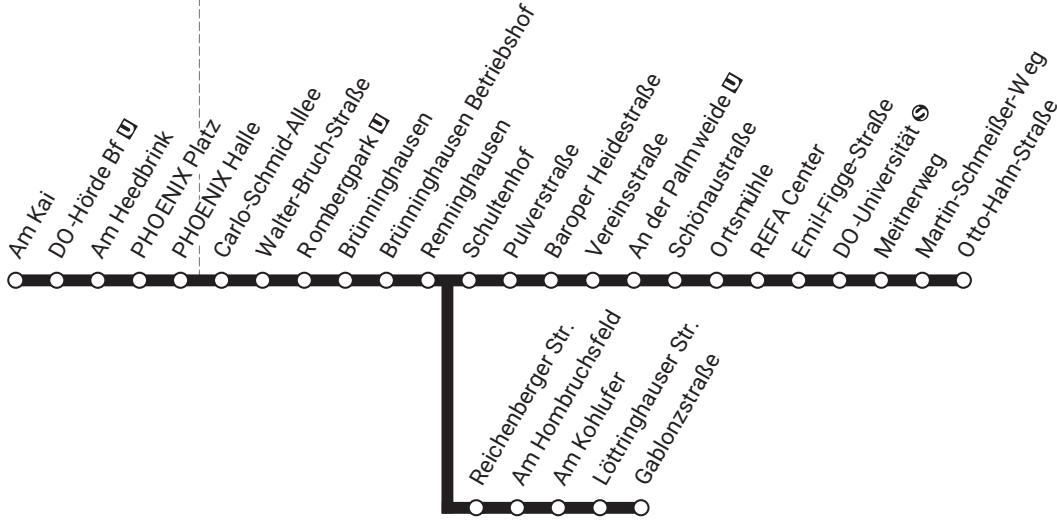 Am Kai
DO-Hörde Bf U
Am Heedbrink
PHOENIX Platz
PHOENIX Halle
Carlo-Schmid-Allee
Walter-Bruch-Straße
Rombergpark U
Brünninghausen
Brünninghausen Betriebshof
Renninghausen
Schultenhof
Pulverstraße
Baroper Heidestraße
Vereinsstraße
An der Palmweide U
Schönaustraße
Ortsmühle
REFA Center
Emil-Figge-Straße
DO-Universität S
Meitnerweg
Martin-Schmeißer-Weg
Otto-Hahn-Straße
Reichenberger Str.
Am Hombruchsfeld
Am Kohlufer
Löttringhauser Str.
Gablonzstraße